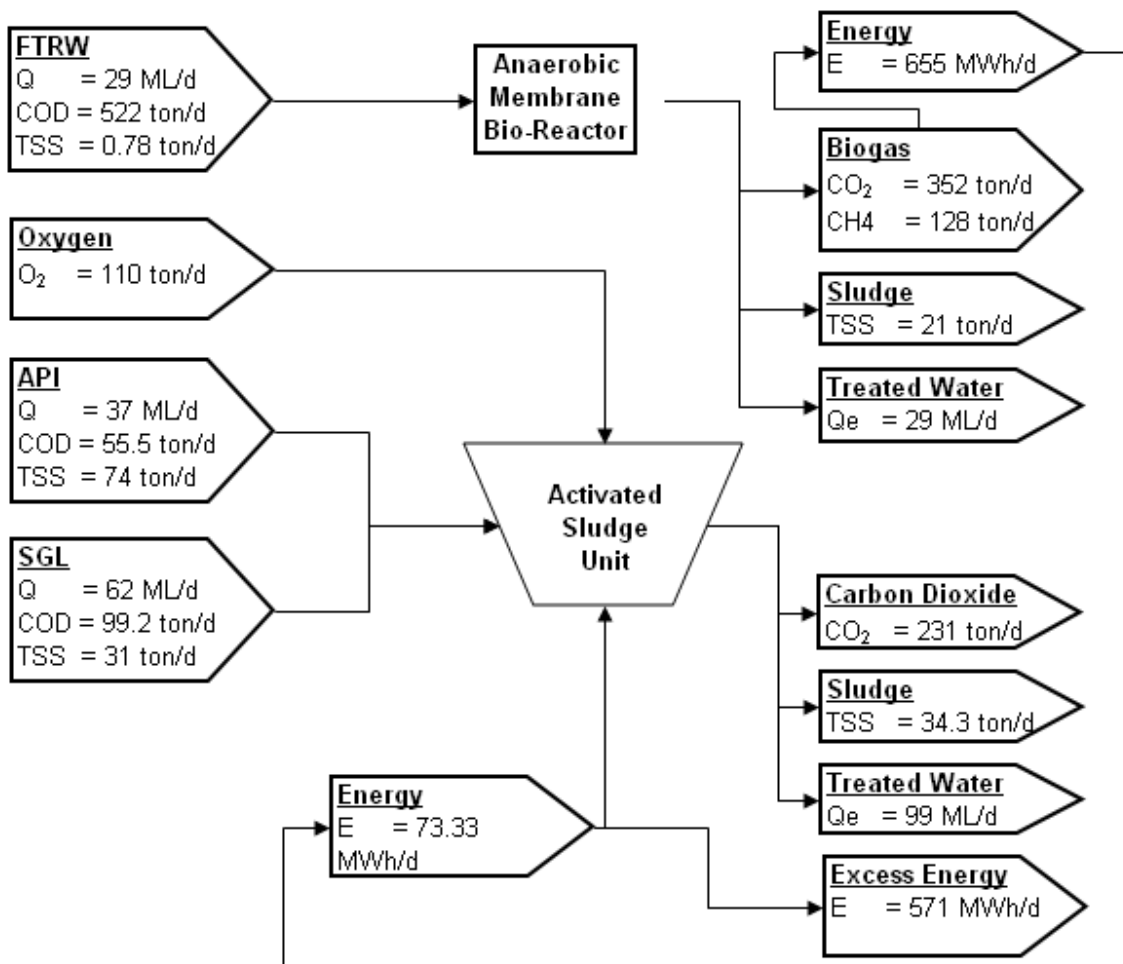 FTRW
Q = 29 ML/d
COD = 522 ton/d
TSS = 0.78 ton/d
Anaerobic
Membrane
Bio-Reactor
Energy
E = 655 MWh/d
Biogas
CO₂ = 352 ton/d
CH4 = 128 ton/d
Sludge
TSS = 21 ton/d
Treated Water
Qe = 29 ML/d
Oxygen
O₂ = 110 ton/d
API
Q = 37 ML/d
COD = 55.5 ton/d
TSS = 74 ton/d
SGL
Q = 62 ML/d
COD = 99.2 ton/d
TSS = 31 ton/d
Activated
Sludge
Unit
Carbon Dioxide
CO₂ = 231 ton/d
Sludge
TSS = 34.3 ton/d
Treated Water
Qe = 99 ML/d
Energy
E = 73.33
MWh/d
Excess Energy
E = 571 MWh/d